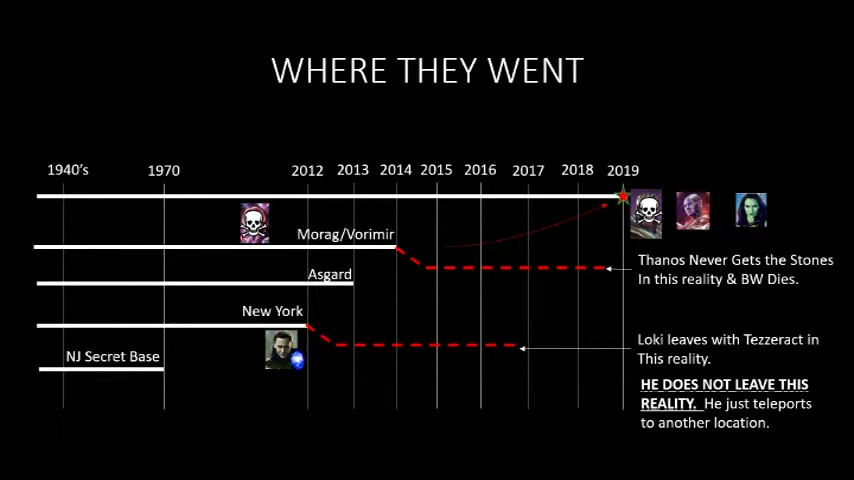 WHERE THEY WENT
1940's 1970 2012 2013 2014 2015 2016 2017 2018 2019
Morag/Vorimir
Thanos Never Gets the Stones
In this reality & BW Dies.
Asgard
New York
Loki leaves with Tezzeract in
This reality.
NJ Secret Base
HE DOES NOT LEAVE THIS
REALITY. He just teleports
to another location.